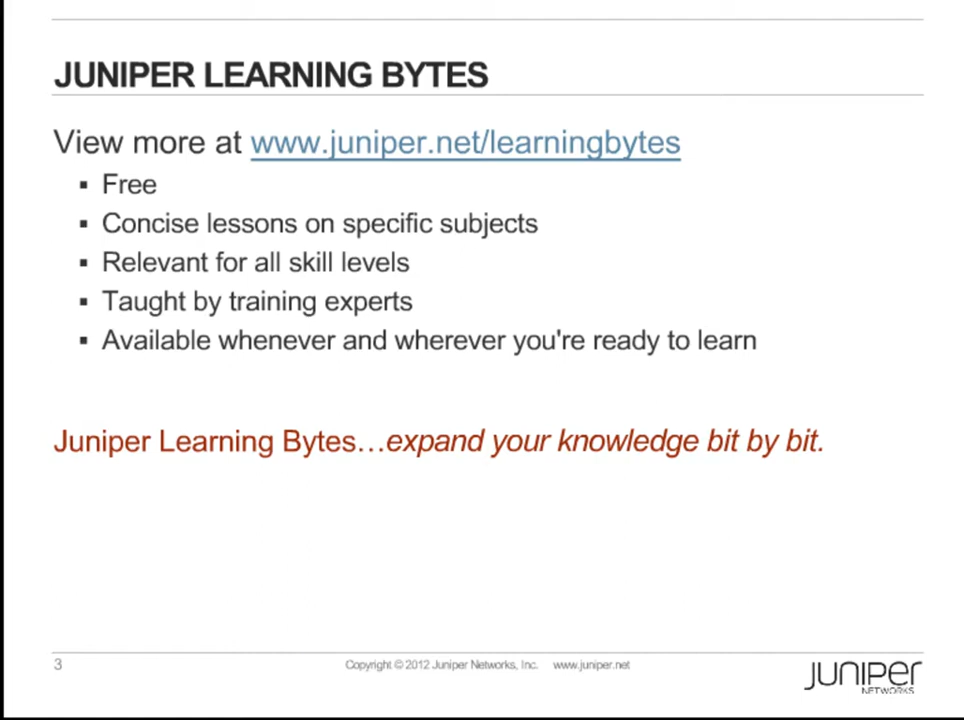 JUNIPER LEARNING BYTES
View more at www.juniper.net/learningbytes
▪ Free
▪ Concise lessons on specific subjects
▪ Relevant for all skill levels
▪ Taught by training experts
▪ Available whenever and wherever you're ready to learn
Juniper Learning Bytes…expand your knowledge bit by bit.
3
Copyright © 2012 Juniper Networks, Inc. www.juniper.net
JUNIPER
NETWORKS